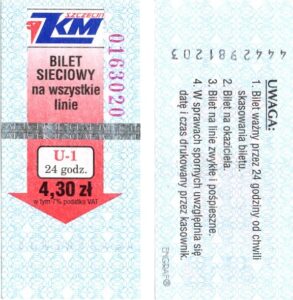 SZCZECIN
ZKM
BILET
SIECIOWY
na wszystkie
linie
0163020
U-1
24 godz.
4,30 zł
w tym 7% podatku VAT
4442981203
UWAGA:
1. Bilet ważny przez 24 godziny od chwili
skasowania biletu.
2. Bilet na okaziciela.
3. Bilet na linie zwykłe i pośpieszne.
4. W sprawach spornych uwzględnia się
datę i czas drukowany przez kasownik.